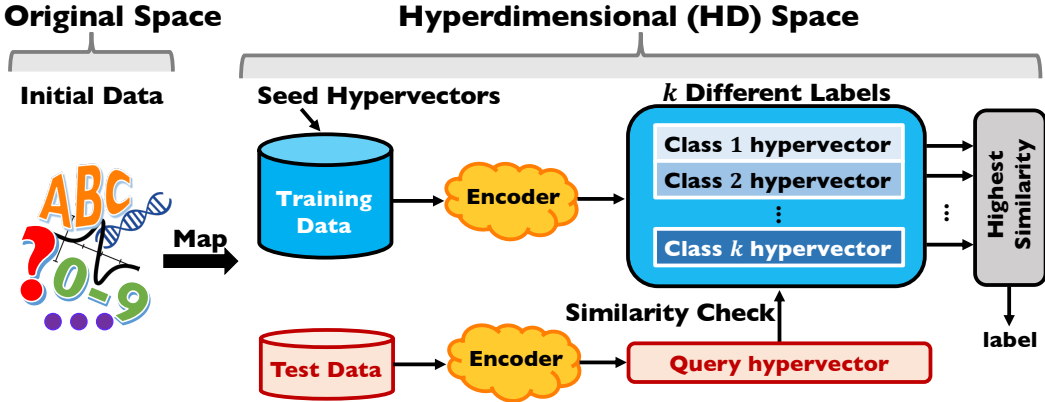 Original Space
Hyperdimensional (HD) Space
Initial Data
Seed Hypervectors
k Different Labels
ABC
?
0-9
Map
Training
Data
Encoder
Class 1 hypervector
Class 2 hypervector
⋮
Class k hypervector
...
Highest
Similarity
Similarity Check
label
Test Data
Encoder
Query hypervector